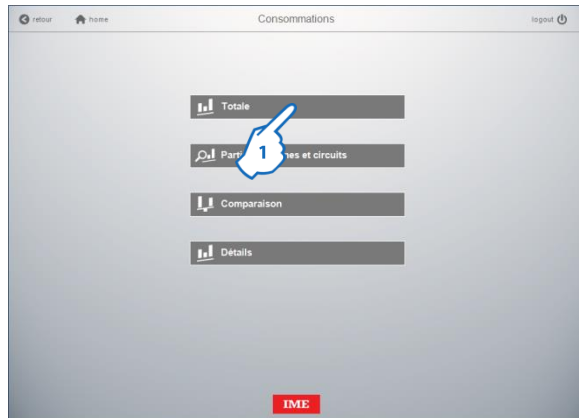 retour home Consommations logout
Totale
1
Parti nes et circuits
Comparaison
Détails
IME